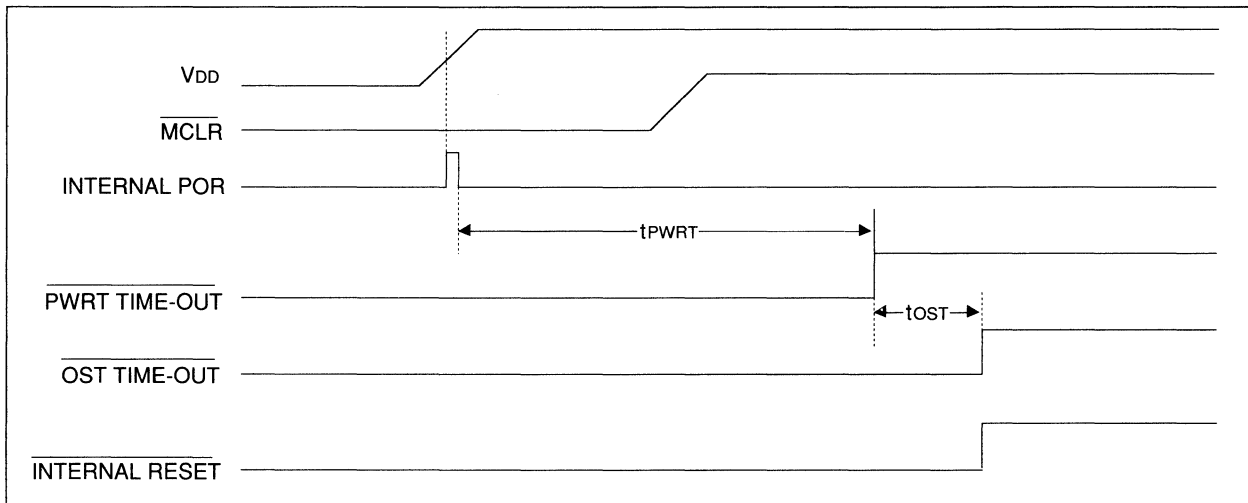 VDD
MCLR
INTERNAL POR
tPWRT
PWRT TIME-OUT
tOST
OST TIME-OUT
INTERNAL RESET